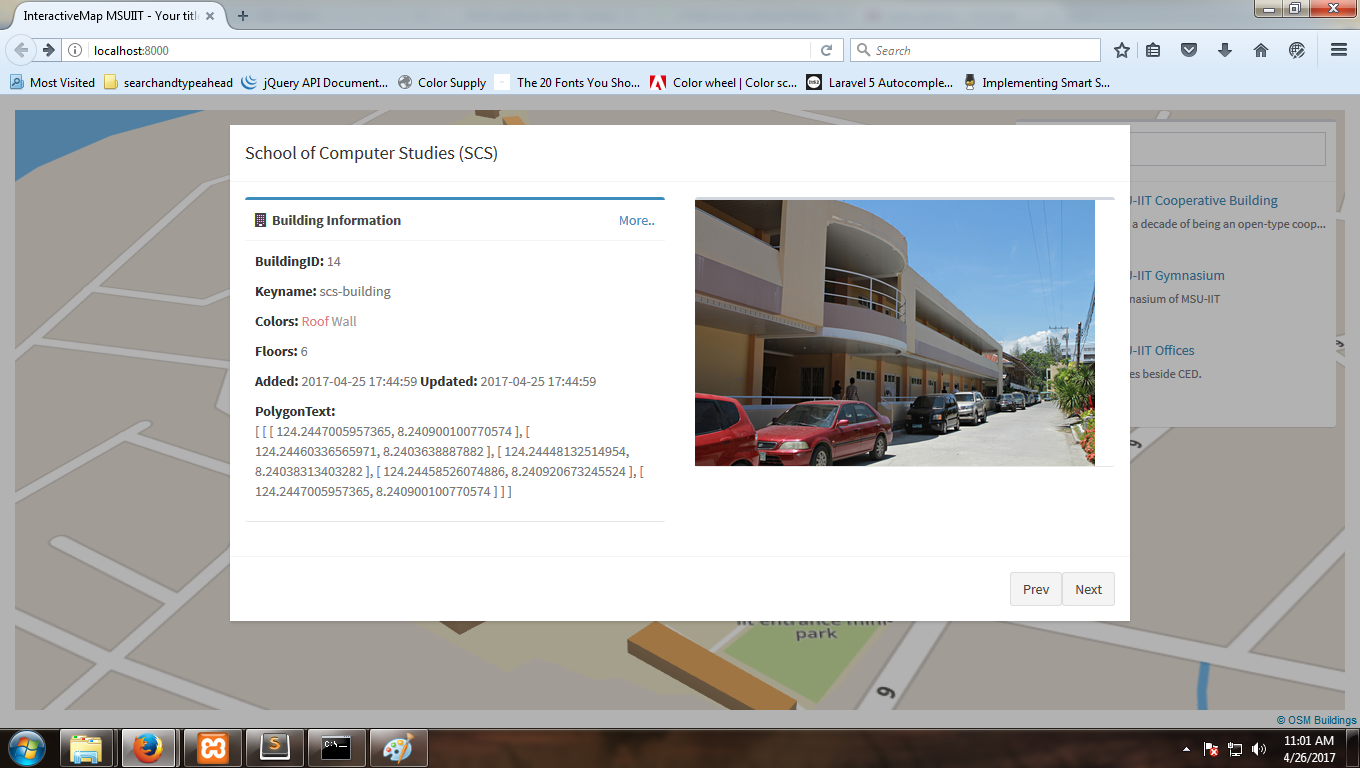 InteractiveMap MSUIIT - Your titl
localhost:8000
Search
Most Visited
searchandtypeahead
jQuery API Document...
Color Supply
The 20 Fonts You Sho...
Color wheel | Color sc...
Laravel 5 Autocomple...
Implementing Smart S...
School of Computer Studies (SCS)
Building Information
More..
BuildingID: 14
Keyname: scs-building
Colors: Roof Wall
Floors: 6
Added: 2017-04-25 17:44:59 Updated: 2017-04-25 17:44:59
PolygonText:
[ [ [ 124.2447005957365, 8.240900100770574 ], [
124.24460336565971, 8.2403638887882 ], [ 124.24448132514954,
8.24038313403282 ], [ 124.24458526074886, 8.240920673245524 ], [
124.2447005957365, 8.240900100770574 ] ] ]
Prev
Next
J-IIT Cooperative Building
a decade of being an open-type coop...
J-IIT Gymnasium
nasium of MSU-IIT
J-IIT Offices
es beside CED.
iit entrance mini-
park
9
9
© OSM Buildings
C:\
11:01 AM
4/26/2017